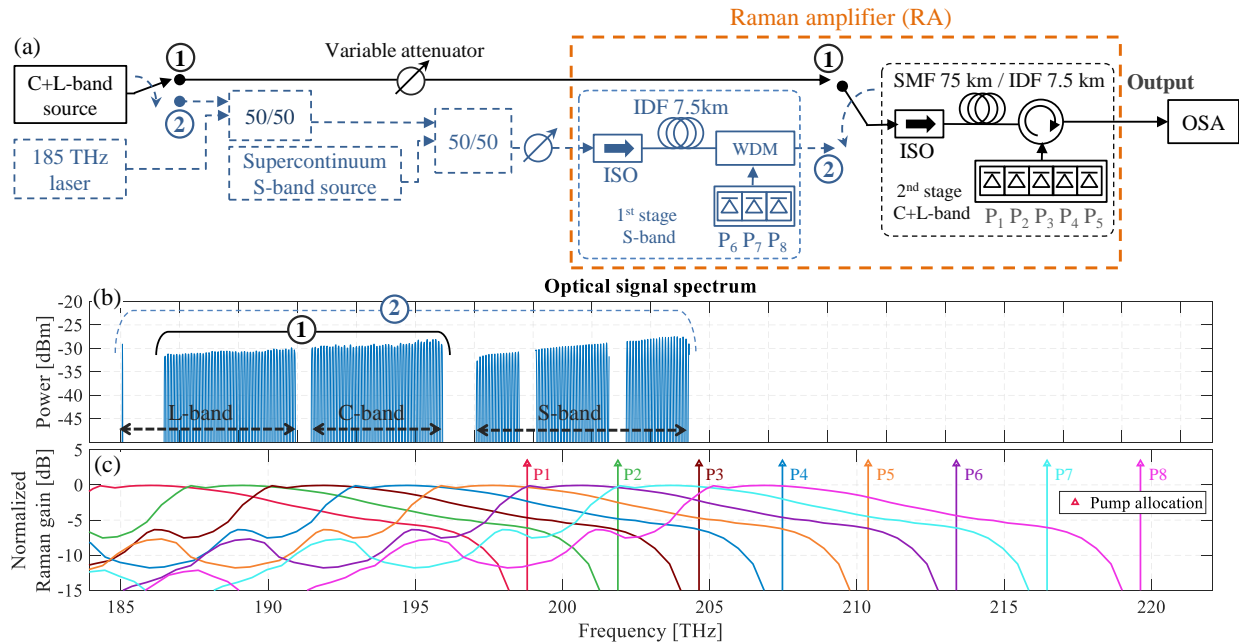 Raman amplifier (RA)
(a)
C+L-band
source
1
2
Variable attenuator
1
185 THz
laser
50/50
Supercontinuum
S-band source
50/50
ISO
IDF 7.5km
WDM
1st stage
S-band
P6 P7 P8
2
SMF 75 km / IDF 7.5 km
ISO
2nd stage
C+L-band
P1 P2 P3 P4 P5
Output
OSA
Optical signal spectrum
(b)
Power [dBm]
-20
-25
-30
-35
-40
-45
1
2
L-band
C-band
S-band
(c)
Normalized
Raman gain [dB]
5
0
-5
-10
-15
P1
P2
P3
P4
P5
P6
P7
P8
Pump allocation
185
190
195
200
205
210
215
220
Frequency [THz]